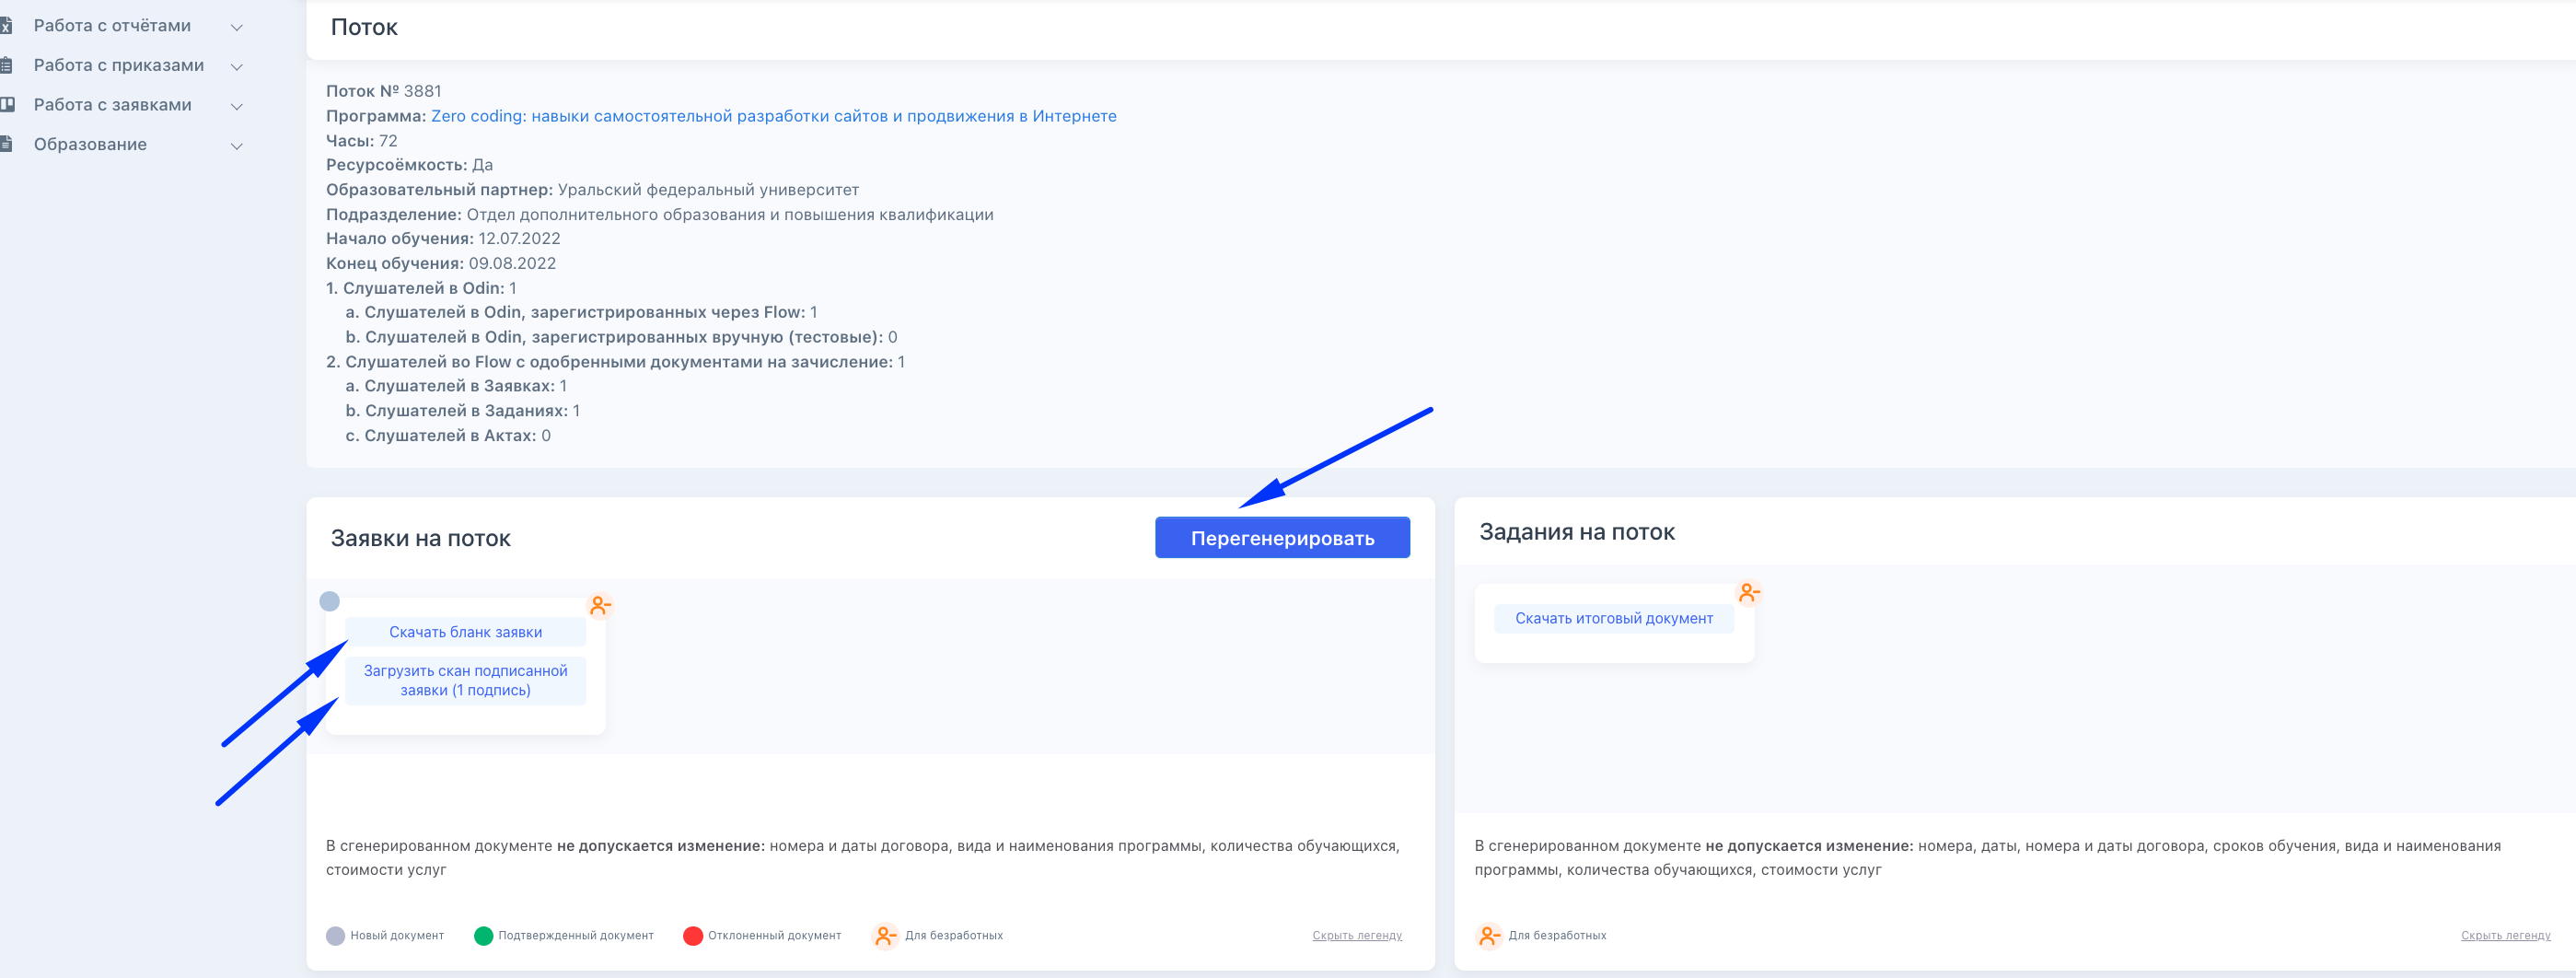 Работа с отчётами
Работа с приказами
Работа с заявками
Образование
Поток
Поток № 3881
Программа: Zero coding: навыки самостоятельной разработки сайтов и продвижения в Интернете
Часы: 72
Ресурсоёмкость: Да
Образовательный партнер: Уральский федеральный университет
Подразделение: Отдел дополнительного образования и повышения квалификации
Начало обучения: 12.07.2022
Конец обучения: 09.08.2022
1. Слушателей в Odin: 1
a. Слушателей в Odin, зарегистрированных через Flow: 1
b. Слушателей в Odin, зарегистрированных вручную (тестовые): 0
2. Слушателей во Flow с одобренными документами на зачисление: 1
a. Слушателей в Заявках: 1
b. Слушателей в Заданиях: 1
c. Слушателей в Актах: 0
Заявки на поток
Перегенерировать
Скачать бланк заявки
Загрузить скан подписанной
заявки (1 подпись)
В сгенерированном документе не допускается изменение: номера и даты договора, вида и наименования программы, количества обучающихся,
стоимости услуг
Новый документ
Подтвержденный документ
Отклоненный документ
Для безработных
Скрыть легенду
Задания на поток
Скачать итоговый документ
В сгенерированном документе не допускается изменение: номера, даты, номера и даты договора, сроков обучения, вида и наименования
программы, количества обучающихся, стоимости услуг
Для безработных
Скрыть легенду